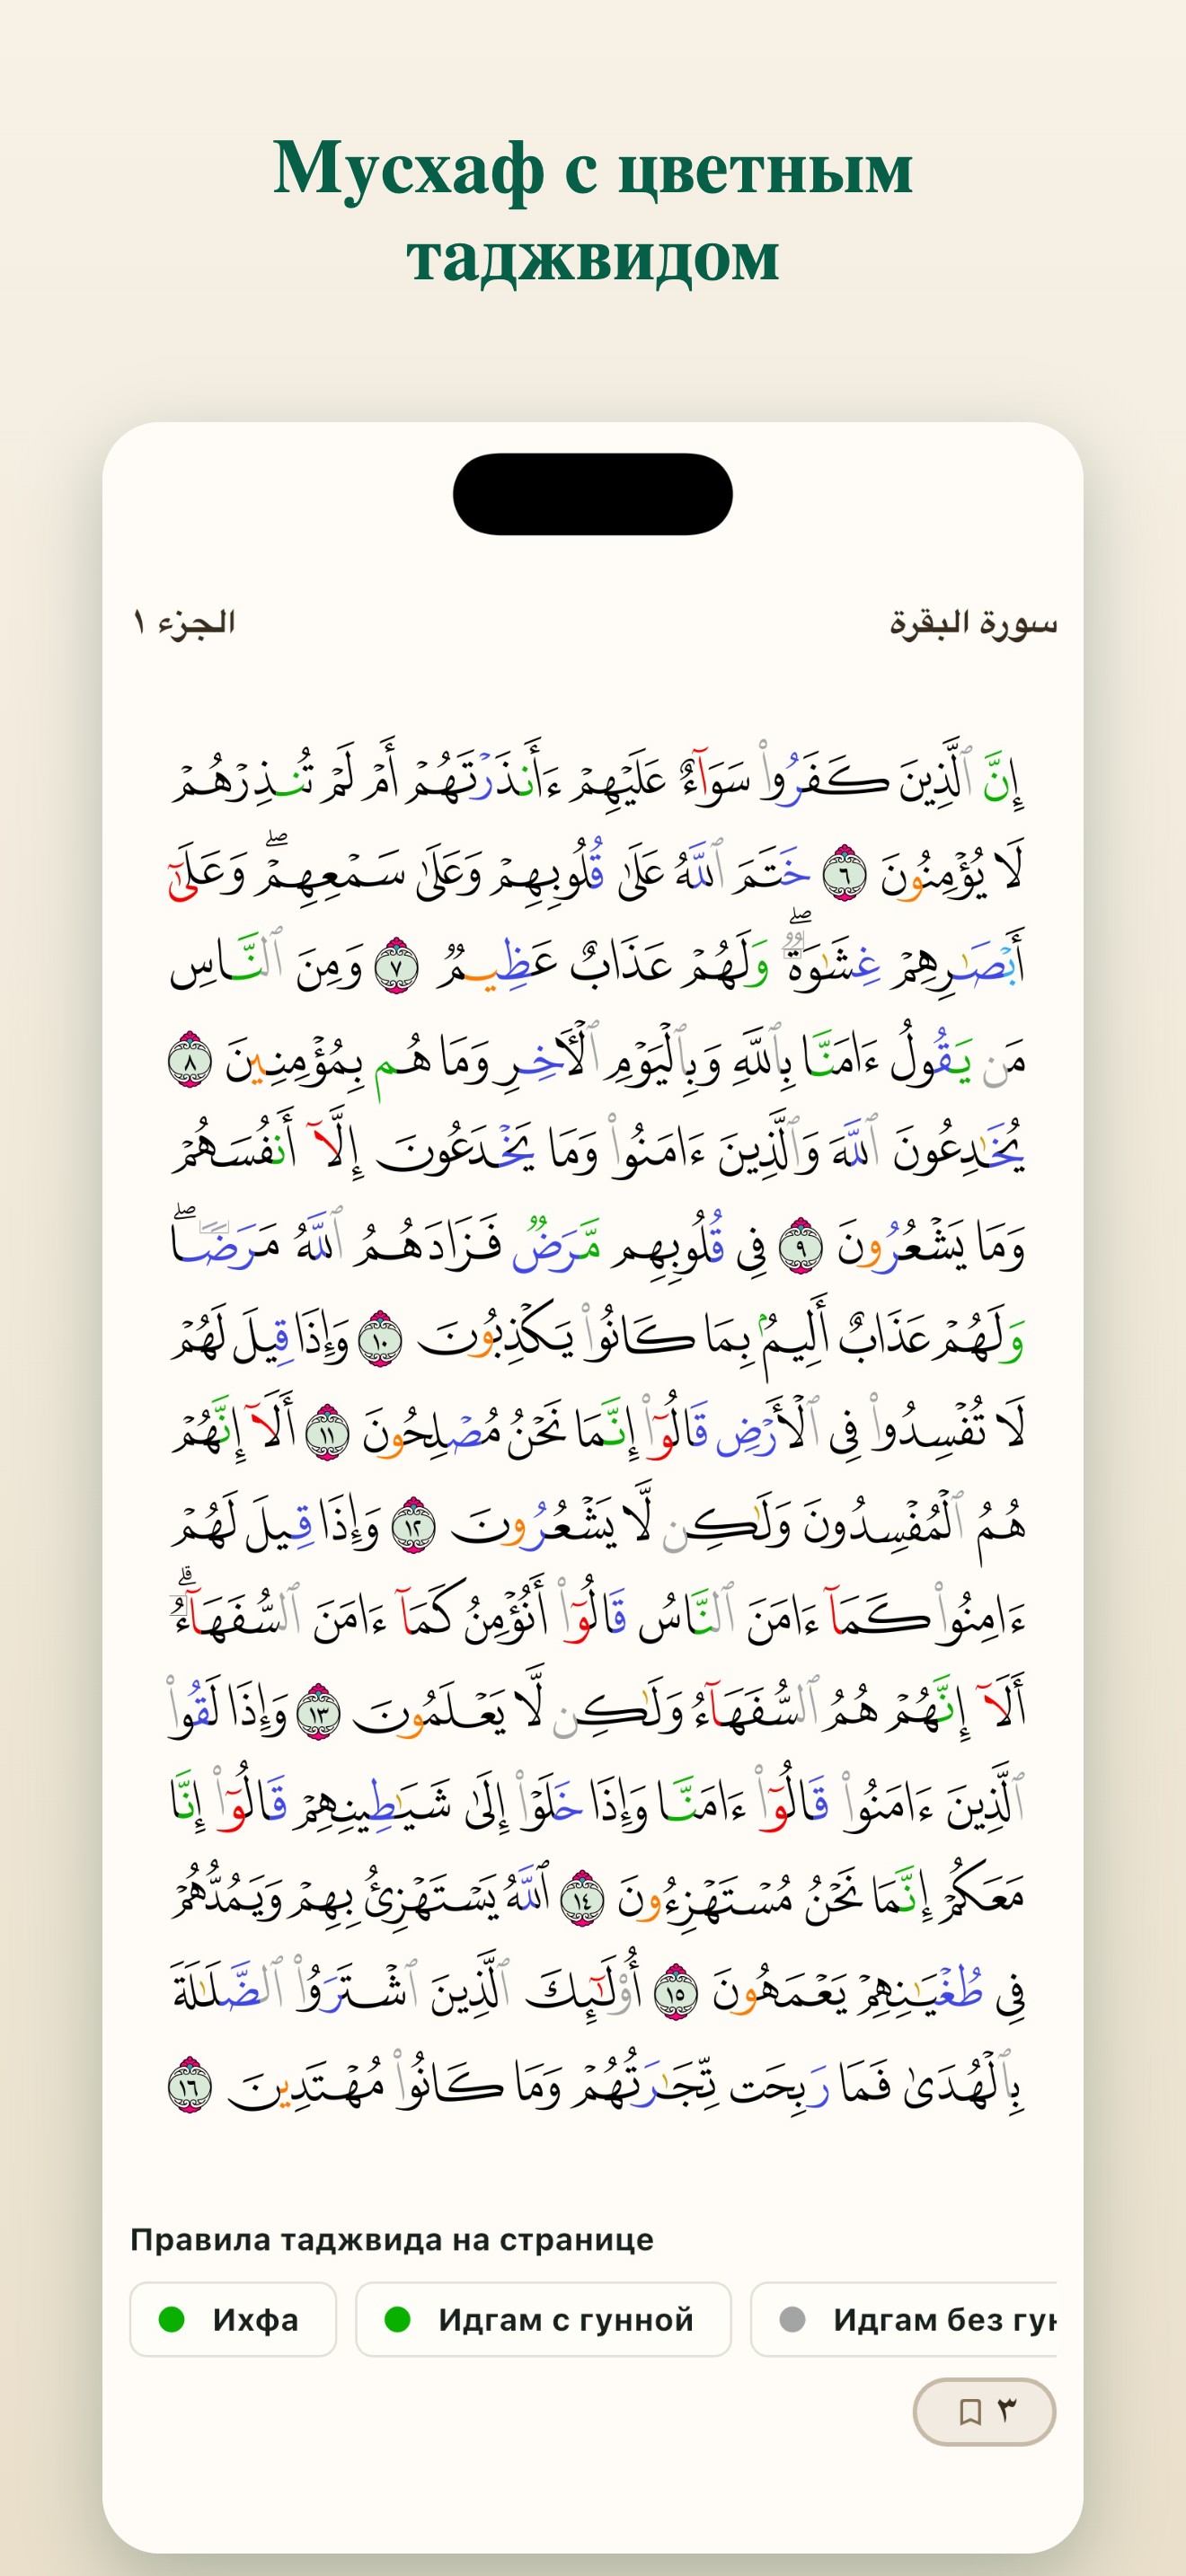 Мусхаф с цветным
таджвидом
سورة البقرة
الجزء ١
إِنَّ ٱلَّذِينَ كَفَرُوا۟ سَوَآءٌ عَلَيْهِمْ ءَأَنذَرْتَهُمْ أَمْ لَمْ تُنذِرْهُمْ
لَا يُؤْمِنُونَ ٦ خَتَمَ ٱللَّهُ عَلَىٰ قُلُوبِهِمْ وَعَلَىٰ سَمْعِهِمْ ۖ وَعَلَىٰٓ
أَبْصَـٰرِهِمْ غِشَـٰوَةٌ ۖ وَلَهُمْ عَذَابٌ عَظِيمٌ ٧ وَمِنَ ٱلنَّاسِ
مَن يَقُولُ ءَامَنَّا بِٱللَّهِ وَبِٱلْيَوْمِ ٱلْـَٔاخِرِ وَمَا هُم بِمُؤْمِنِينَ ٨
يُخَـٰدِعُونَ ٱللَّهَ وَٱلَّذِينَ ءَامَنُوا۟ وَمَا يَخْدَعُونَ إِلَّآ أَنفُسَهُمْ
وَمَا يَشْعُرُونَ ٩ فِى قُلُوبِهِم مَّرَضٌ فَزَادَهُمُ ٱللَّهُ مَرَضًا ۖ
وَلَهُمْ عَذَابٌ أَلِيمٌۢ بِمَا كَانُوا۟ يَكْذِبُونَ ١٠ وَإِذَا قِيلَ لَهُمْ
لَا تُفْسِدُوا۟ فِى ٱلْأَرْضِ قَالُوٓا۟ إِنَّمَا نَحْنُ مُصْلِحُونَ ١١ أَلَآ إِنَّهُمْ
هُمُ ٱلْمُفْسِدُونَ وَلَـٰكِن لَّا يَشْعُرُونَ ١٢ وَإِذَا قِيلَ لَهُمْ
ءَامِنُوا۟ كَمَآ ءَامَنَ ٱلنَّاسُ قَالُوٓا۟ أَنُؤْمِنُ كَمَآ ءَامَنَ ٱلسُّفَهَآءُ ۗ
أَلَآ إِنَّهُمْ هُمُ ٱلسُّفَهَآءُ وَلَـٰكِن لَّا يَعْلَمُونَ ١٣ وَإِذَا لَقُوا۟
ٱلَّذِينَ ءَامَنُوا۟ قَالُوٓا۟ ءَامَنَّا وَإِذَا خَلَوْا۟ إِلَىٰ شَيَـٰطِينِهِمْ قَالُوٓا۟ إِنَّا
مَعَكُمْ إِنَّمَا نَحْنُ مُسْتَهْزِءُونَ ١٤ ٱللَّهُ يَسْتَهْزِئُ بِهِمْ وَيَمُدُّهُمْ
فِى طُغْيَـٰنِهِمْ يَعْمَهُونَ ١٥ أُو۟لَـٰٓئِكَ ٱلَّذِينَ ٱشْتَرَوُا۟ ٱلضَّلَـٰلَةَ
بِٱلْهُدَىٰ فَمَا رَبِحَت تِّجَـٰرَتُهُمْ وَمَا كَانُوا۟ مُهْتَدِينَ ١٦
Правила таджвида на странице
Ихфа
Идгам с гунной
Идгам без гун
٣